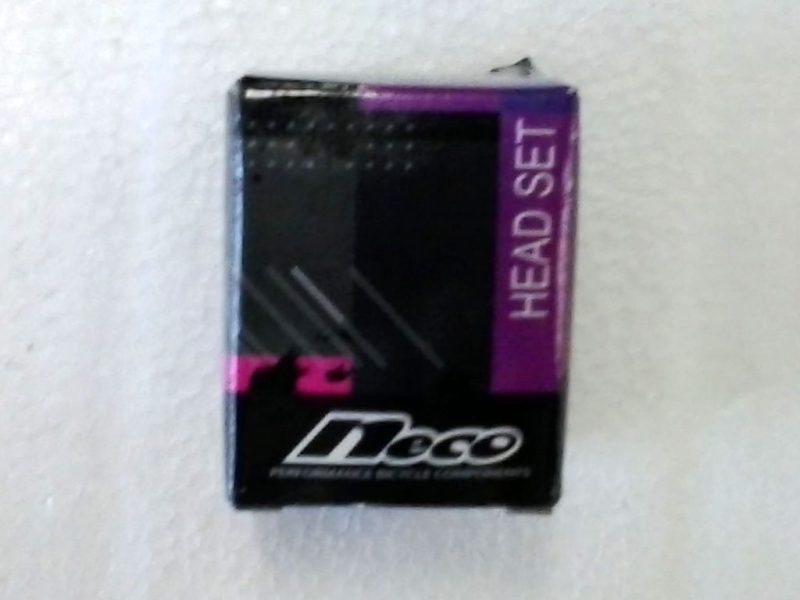 HEAD SET
neco
PERFORMANCE BICYCLE COMPONENTS